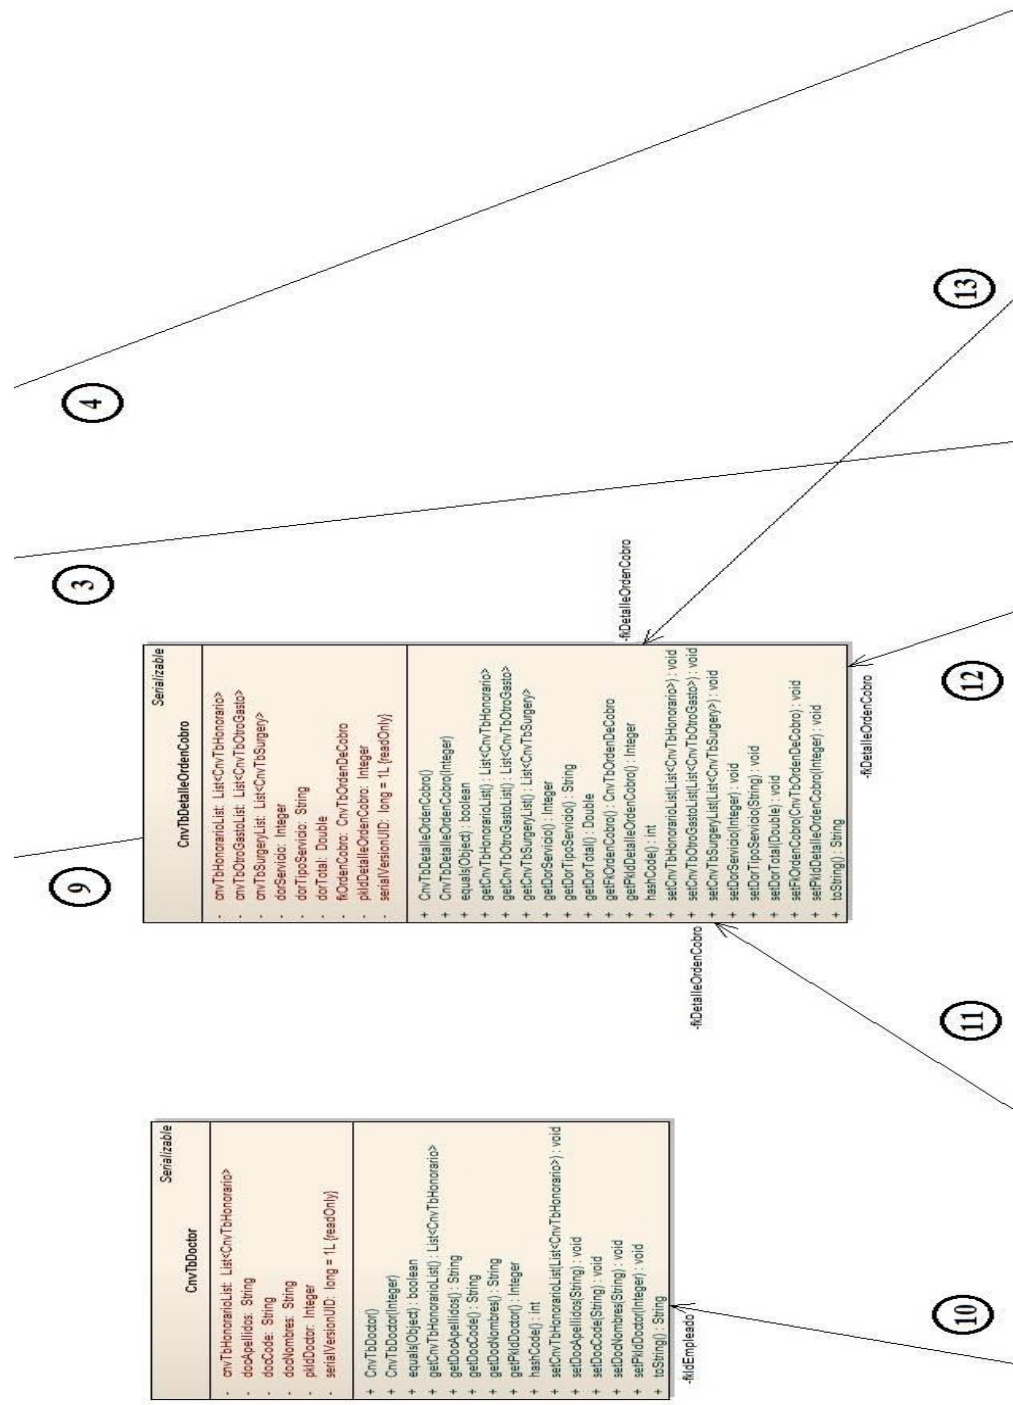 Serializable
CnvTbDoctor
- cnvTbHonorarioList: List<CnvTbHonorario>
- docApellidos: String
- docCode: String
- docNombres: String
- pkIdDoctor: Integer
- serialVersionUID: long = 1L {readOnly}
+ CnvTbDoctor()
+ CnvTbDoctor(Integer)
+ equals(Object) : boolean
+ getCnvTbHonorarioList() : List<CnvTbHonorario>
+ getDocApellidos() : String
+ getDocCode() : String
+ getDocNombres() : String
+ getPkIdDoctor() : Integer
+ hashCode() : int
+ setCnvTbHonorarioList(List<CnvTbHonorario>) : void
+ setDocApellidos(String) : void
+ setDocCode(String) : void
+ setDocNombres(String) : void
+ setPkIdDoctor(Integer) : void
+ toString() : String
-fkIdEmpleado
10
9
Serializable
CnvTbDetalleOrdenCobro
- cnvTbHonorarioList: List<CnvTbHonorario>
- cnvTbOtroGastoList: List<CnvTbOtroGasto>
- cnvTbSurgeryList: List<CnvTbSurgery>
- dorServicio: Integer
- dorTipoServicio: String
- dorTotal: Double
- fkOrdenCobro: CnvTbOrdenDeCobro
- pkIdDetalleOrdenCobro: Integer
- serialVersionUID: long = 1L {readOnly}
+ CnvTbDetalleOrdenCobro()
+ CnvTbDetalleOrdenCobro(Integer)
+ equals(Object) : boolean
+ getCnvTbHonorarioList() : List<CnvTbHonorario>
+ getCnvTbOtroGastoList() : List<CnvTbOtroGasto>
+ getCnvTbSurgeryList() : List<CnvTbSurgery>
+ getDorServicio() : Integer
+ getDorTipoServicio() : String
+ getDorTotal() : Double
+ getFkOrdenCobro() : CnvTbOrdenDeCobro
+ getPkIdDetalleOrdenCobro() : Integer
+ hashCode() : int
+ setCnvTbHonorarioList(List<CnvTbHonorario>) : void
+ setCnvTbOtroGastoList(List<CnvTbOtroGasto>) : void
+ setCnvTbSurgeryList(List<CnvTbSurgery>) : void
+ setDorServicio(Integer) : void
+ setDorTipoServicio(String) : void
+ setDorTotal(Double) : void
+ setFkOrdenCobro(CnvTbOrdenDeCobro) : void
+ setPkIdDetalleOrdenCobro(Integer) : void
+ toString() : String
-fkDetalleOrdenCobro
-fkDetalleOrdenCobro
-fkDetalleOrdenCobro
11
12
3
4
13